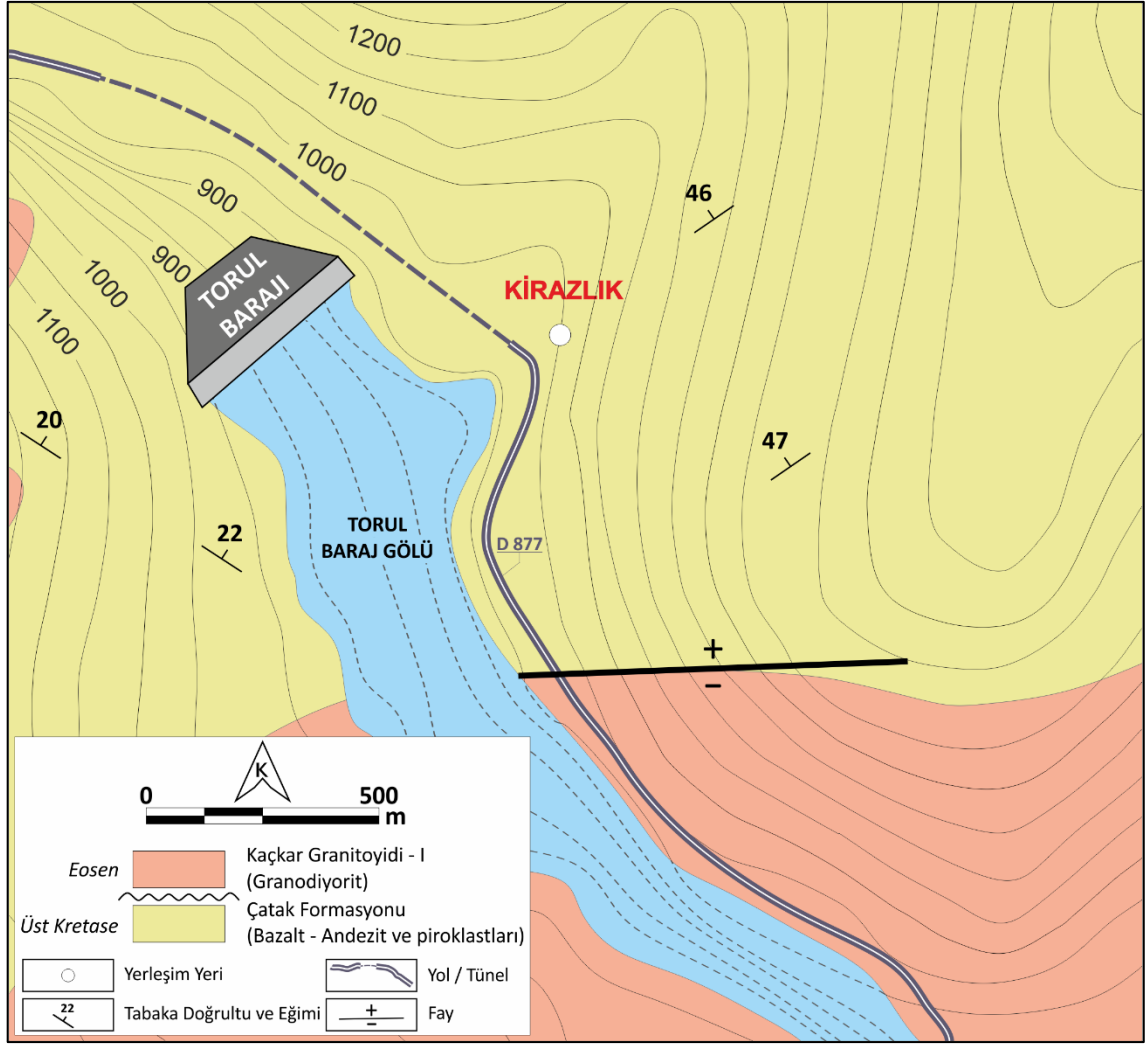 1200
1100
1000
900
46
TORUL
BARAJI
900
1000
1100
KİRAZLIK
20
47
22
TORUL
BARAJ GÖLÜ
D 877
+
-
K
0 500
m
Eosen
Kaçkar Granitoyidi - I
(Granodiyorit)
Üst Kretase
Çatak Formasyonu
(Bazalt - Andezit ve piroklastları)
Yerleşim Yeri
Yol / Tünel
22
Tabaka Doğrultu ve Eğimi
+
-
Fay